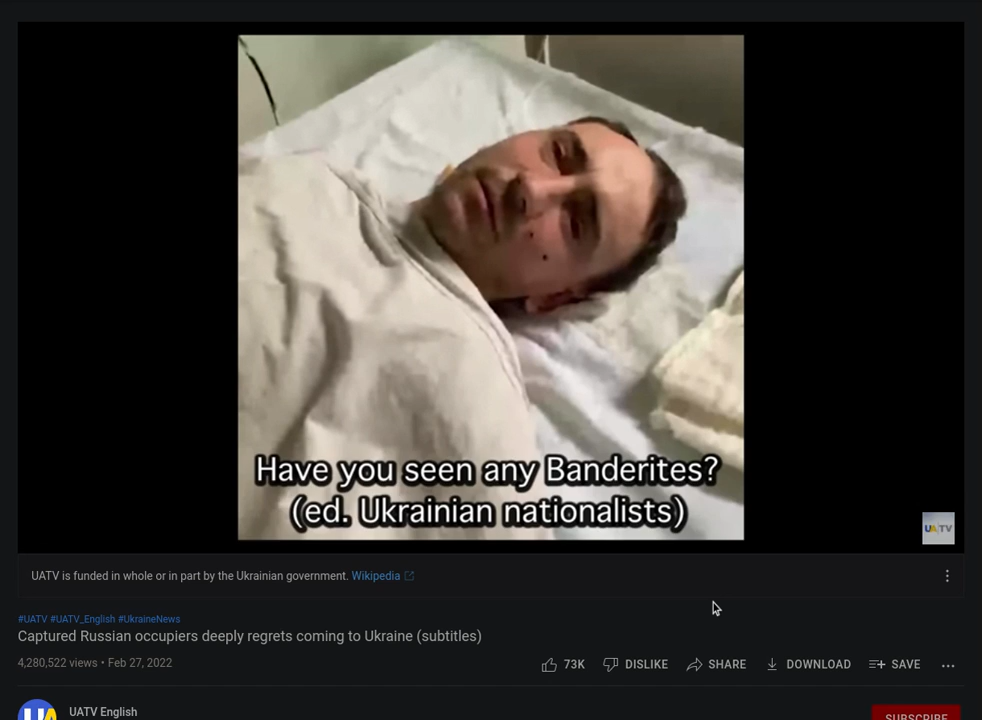 Have you seen any Banderites?
(ed. Ukrainian nationalists)
UATV
UATV is funded in whole or in part by the Ukrainian government. Wikipedia
#UATV #UATV_English #UkraineNews
Captured Russian occupiers deeply regrets coming to Ukraine (subtitles)
4,280,522 views • Feb 27, 2022
73K DISLIKE SHARE DOWNLOAD SAVE
UA
UATV English
SUBSCRIBE